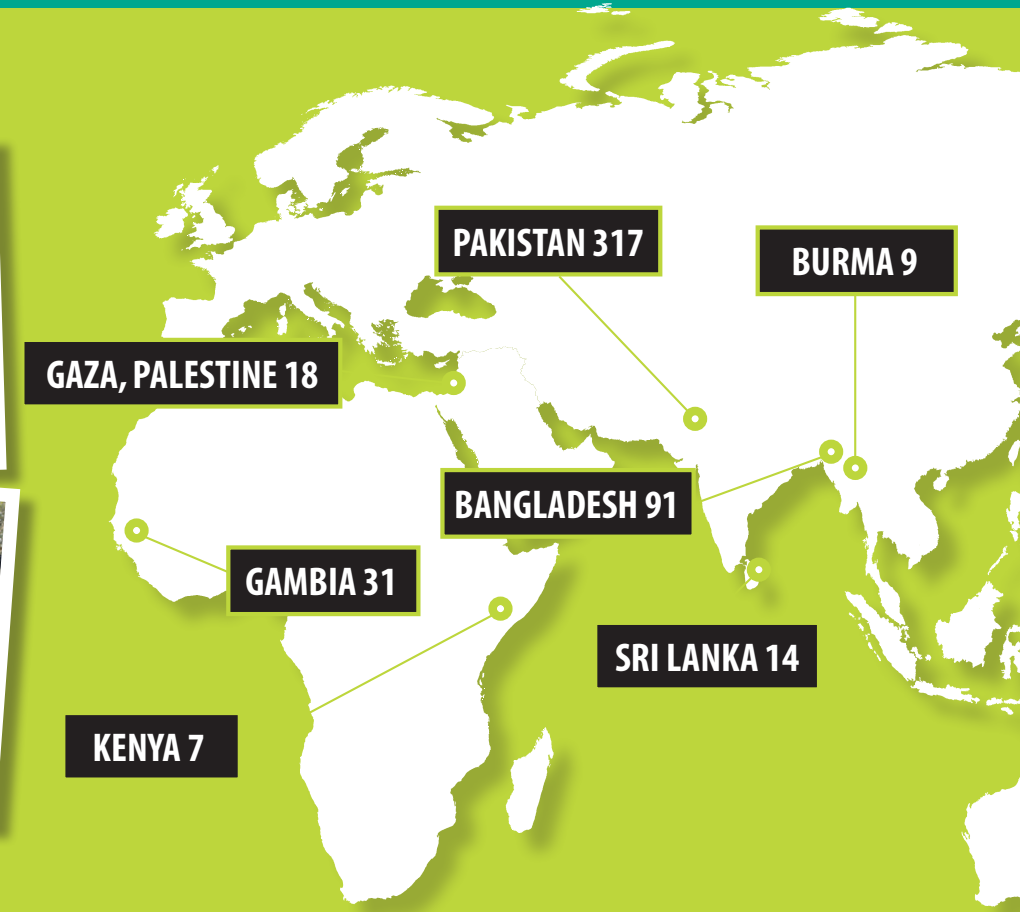 PAKISTAN 317
BURMA 9
GAZA, PALESTINE 18
BANGLADESH 91
GAMBIA 31
SRI LANKA 14
KENYA 7